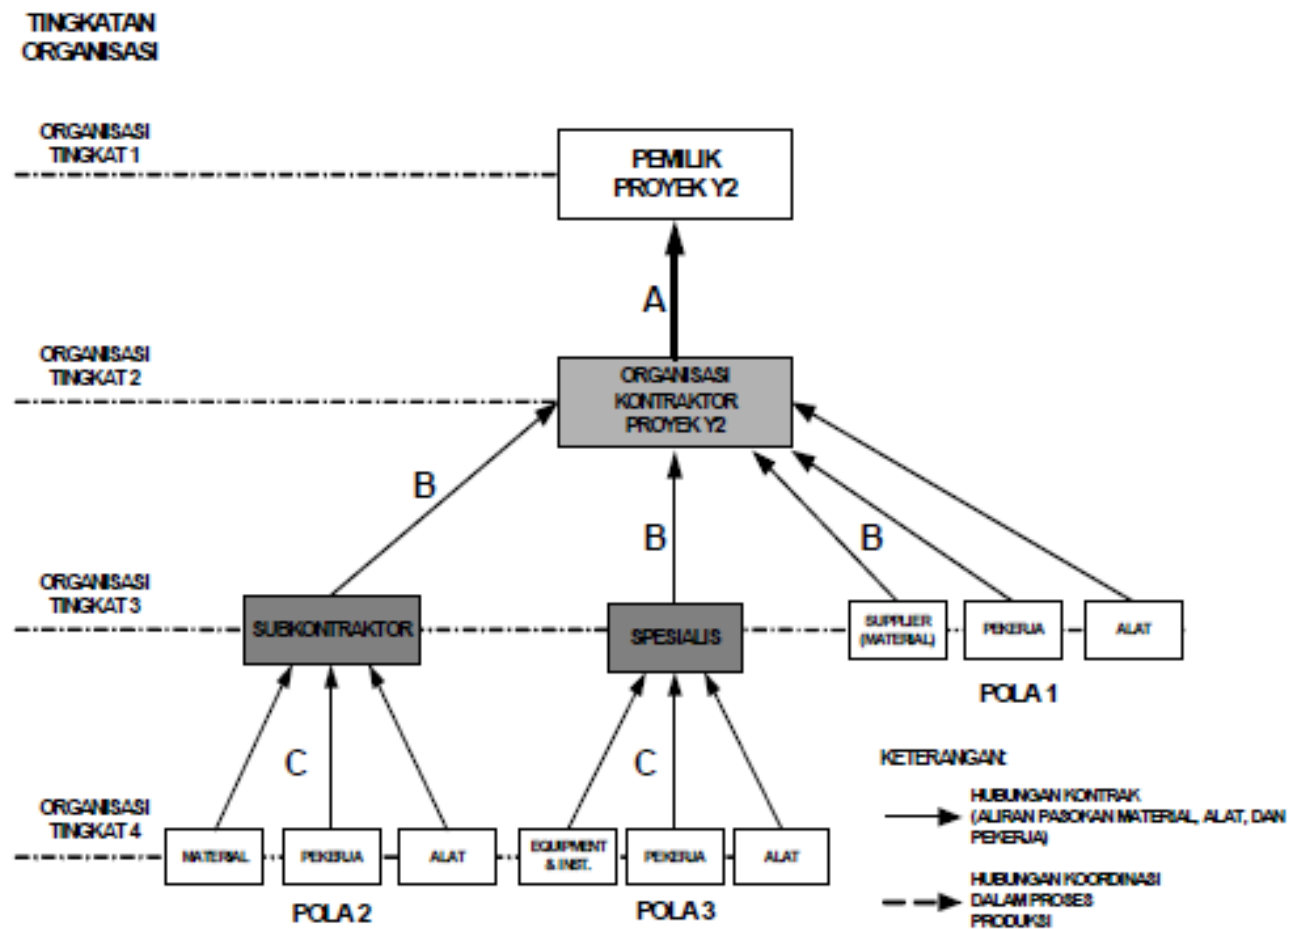 TINGKATAN
ORGANISASI
ORGANISASI
TINGKAT 1
PEMILIK
PROYEK Y2
A
ORGANISASI
TINGKAT 2
ORGANISASI
KONTRAKTOR
PROYEK Y2
B
B
B
ORGANISASI
TINGKAT 3
SUBKONTRAKTOR
SPESIALIS
SUPPLIER
(MATERIAL)
PEKERJA
ALAT
POLA 1
C
C
KETERANGAN:
HUBUNGAN KONTRAK
(ALIRAN PASOKAN MATERIAL, ALAT, DAN
PEKERJA)
ORGANISASI
TINGKAT 4
MATERIAL
PEKERJA
ALAT
EQUIPMENT
& INST.
PEKERJA
ALAT
POLA 2
POLA 3
HUBUNGAN KOORDINASI
DALAM PROSES
PRODUKSI